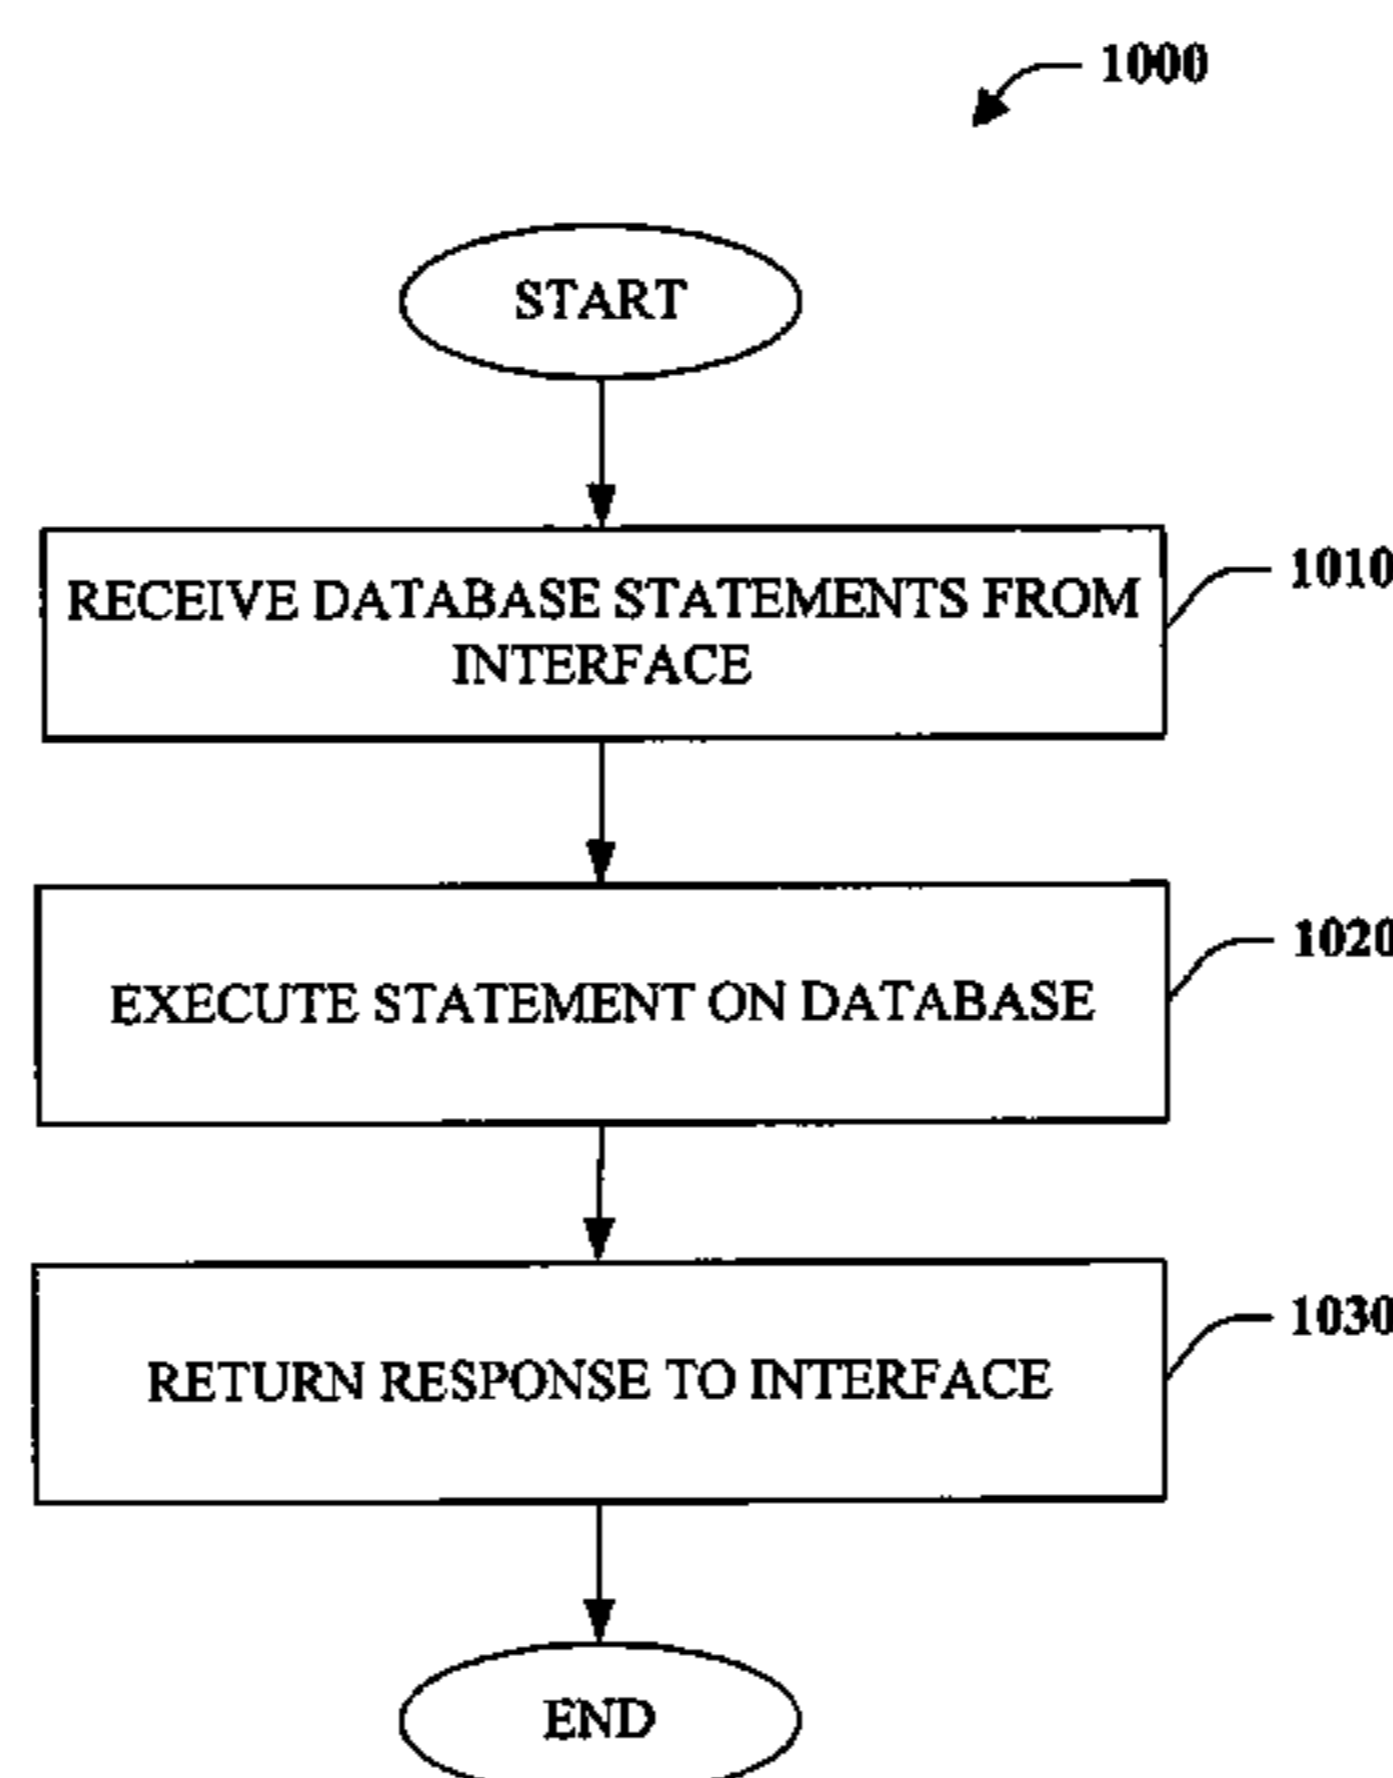 1000
START
RECEIVE DATABASE STATEMENTS FROM
INTERFACE
1010
EXECUTE STATEMENT ON DATABASE
1020
RETURN RESPONSE TO INTERFACE
1030
END